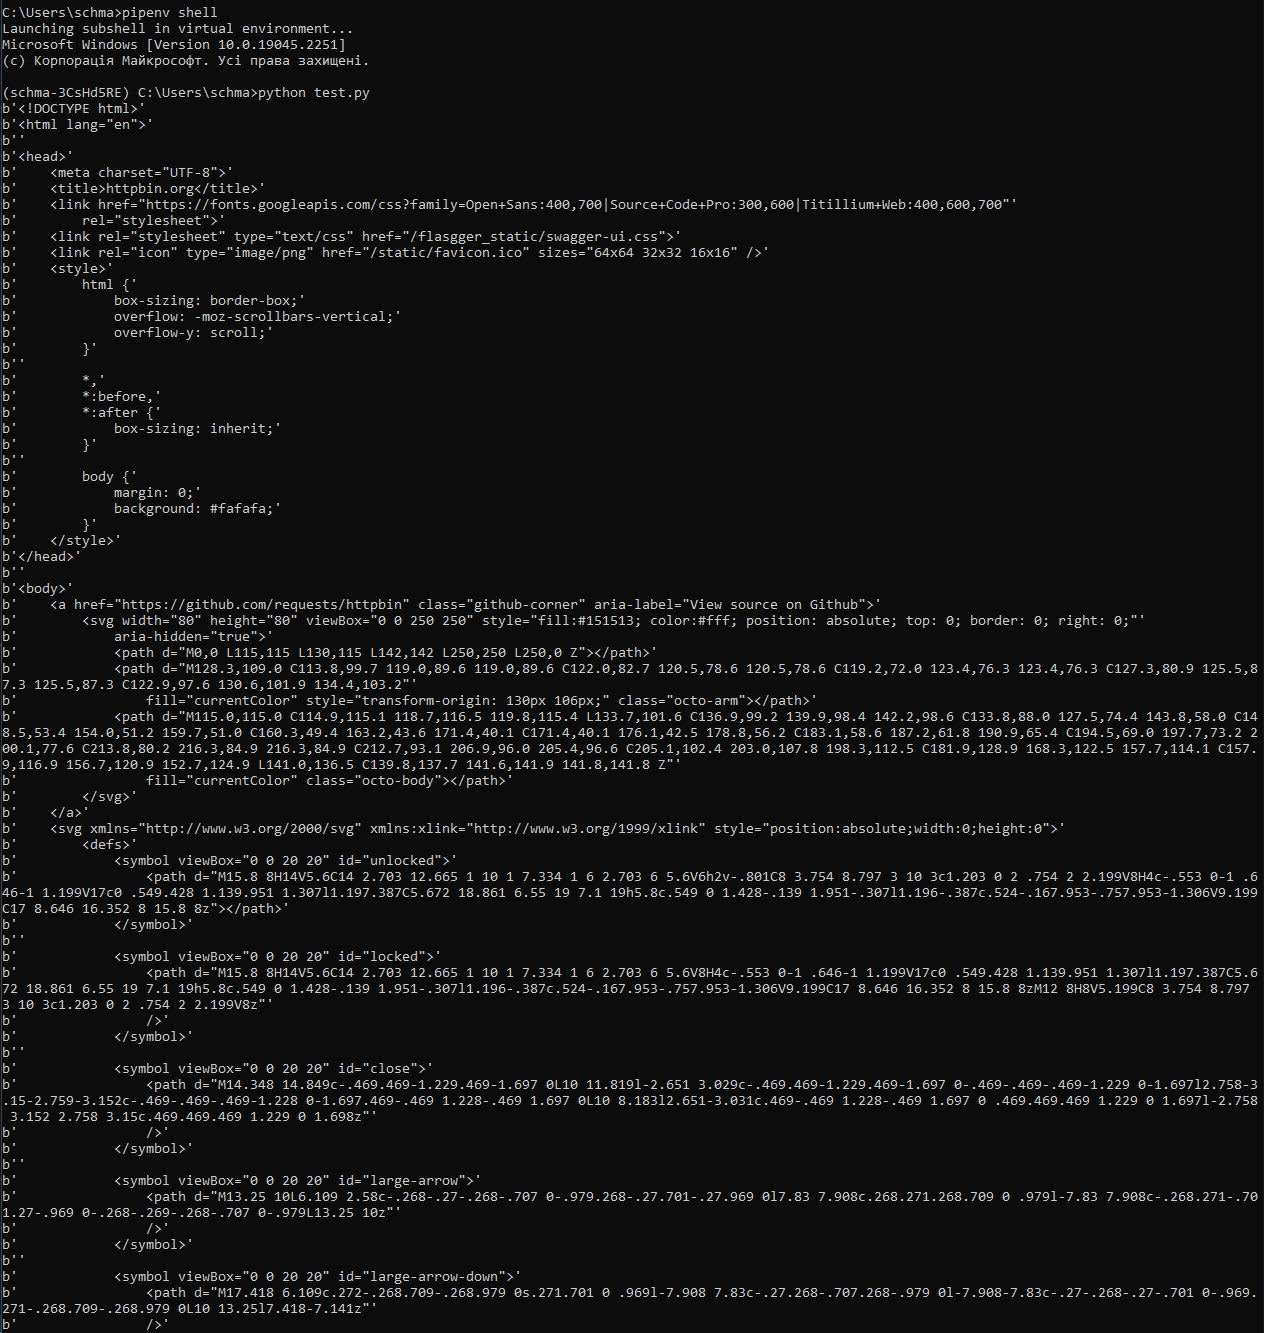 C:\Users\schma>pipenv shell
Launching subshell in virtual environment...
Microsoft Windows [Version 10.0.19045.2251]
(c) Корпорація Майкрософт. Усі права захищені.
(schma-3CsHd5RE) C:\Users\schma>python test.py
b'<!DOCTYPE html>'
b'<html lang="en">'
b''
b'<head>'
b'    <meta charset="UTF-8">'
b'    <title>httpbin.org</title>'
b'    <link href="https://fonts.googleapis.com/css?family=Open+Sans:400,700|Source+Code+Pro:300,600|Titillium+Web:400,600,700"'
b'        rel="stylesheet">'
b'    <link rel="stylesheet" type="text/css" href="/flasgger_static/swagger-ui.css">'
b'    <link rel="icon" type="image/png" href="/static/favicon.ico" sizes="64x64 32x32 16x16" />'
b'    <style>'
b'        html {'
b'            box-sizing: border-box;'
b'            overflow: -moz-scrollbars-vertical;'
b'            overflow-y: scroll;'
b'        }'
b''
b'        *,'
b'        *:before,'
b'        *:after {'
b'            box-sizing: inherit;'
b'        }'
b''
b'        body {'
b'            margin: 0;'
b'            background: #fafafa;'
b'        }'
b'    </style>'
b'</head>'
b''
b'<body>'
b'    <a href="https://github.com/requests/httpbin" class="github-corner" aria-label="View source on Github">'
b'        <svg width="80" height="80" viewBox="0 0 250 250" style="fill:#151513; color:#fff; position: absolute; top: 0; border: 0; right: 0;"'
b'            aria-hidden="true">'
b'            <path d="M0,0 L115,115 L130,115 L142,142 L250,250 L250,0 Z"></path>'
b'            <path d="M128.3,109.0 C113.8,99.7 119.0,89.6 119.0,89.6 C122.0,82.7 120.5,78.6 120.5,78.6 C119.2,72.0 123.4,76.3 123.4,76.3 C127.3,80.9 125.5,8
7.3 125.5,87.3 C122.9,97.6 130.6,101.9 134.4,103.2"'
b'                fill="currentColor" style="transform-origin: 130px 106px;" class="octo-arm"></path>'
b'            <path d="M115.0,115.0 C114.9,115.1 118.7,116.5 119.8,115.4 L133.7,101.6 C136.9,99.2 139.9,98.4 142.2,98.6 C133.8,88.0 127.5,74.4 143.8,58.0 C14
8.5,53.4 154.0,51.2 159.7,51.0 C160.3,49.4 163.2,43.6 171.4,40.1 C171.4,40.1 176.1,42.5 178.8,56.2 C183.1,58.6 187.2,61.8 190.9,65.4 C194.5,69.0 197.7,73.2 2
00.1,77.6 C213.8,80.2 216.3,84.9 216.3,84.9 C212.7,93.1 206.9,96.0 205.4,96.6 C205.1,102.4 203.0,107.8 198.3,112.5 C181.9,128.9 168.3,122.5 157.7,114.1 C157.
9,116.9 156.7,120.9 152.7,124.9 L141.0,136.5 C139.8,137.7 141.6,141.9 141.8,141.8 Z"'
b'                fill="currentColor" class="octo-body"></path>'
b'        </svg>'
b'    </a>'
b'    <svg xmlns="http://www.w3.org/2000/svg" xmlns:xlink="http://www.w3.org/1999/xlink" style="position:absolute;width:0;height:0">'
b'        <defs>'
b'            <symbol viewBox="0 0 20 20" id="unlocked">'
b'                <path d="M15.8 8H14V5.6C14 2.703 12.665 1 10 1 7.334 1 6 2.703 6 5.6V6h2v-.801C8 3.754 8.797 3 10 3c1.203 0 2 .754 2 2.199V8H4c-.553 0-1 .6
46-1 1.199V17c0 .549.428 1.139.951 1.307l1.197.387C5.672 18.861 6.55 19 7.1 19h5.8c.549 0 1.428-.139 1.951-.307l1.196-.387c.524-.167.953-.757.953-1.306V9.199
C17 8.646 16.352 8 15.8 8z"></path>'
b'            </symbol>'
b''
b'            <symbol viewBox="0 0 20 20" id="locked">'
b'                <path d="M15.8 8H14V5.6C14 2.703 12.665 1 10 1 7.334 1 6 2.703 6 5.6V8H4c-.553 0-1 .646-1 1.199V17c0 .549.428 1.139.951 1.307l1.197.387C5.6
72 18.861 6.55 19 7.1 19h5.8c.549 0 1.428-.139 1.951-.307l1.196-.387c.524-.167.953-.757.953-1.306V9.199C17 8.646 16.352 8 15.8 8zM12 8H8V5.199C8 3.754 8.797
3 10 3c1.203 0 2 .754 2 2.199V8z"'
b'                />'
b'            </symbol>'
b''
b'            <symbol viewBox="0 0 20 20" id="close">'
b'                <path d="M14.348 14.849c-.469.469-1.229.469-1.697 0L10 11.819l-2.651 3.029c-.469.469-1.229.469-1.697 0-.469-.469-.469-1.229 0-1.697l2.758-3
.15-2.759-3.152c-.469-.469-.469-1.228 0-1.697.469-.469 1.228-.469 1.697 0L10 8.183l2.651-3.031c.469-.469 1.228-.469 1.697 0 .469.469.469 1.229 0 1.697l-2.758
 3.152 2.758 3.15c.469.469.469 1.229 0 1.698z"'
b'                />'
b'            </symbol>'
b''
b'            <symbol viewBox="0 0 20 20" id="large-arrow">'
b'                <path d="M13.25 10L6.109 2.58c-.268-.27-.268-.707 0-.979.268-.27.701-.27.969 0l7.83 7.908c.268.271.268.709 0 .979l-7.83 7.908c-.268.271-.70
1.27-.969 0-.268-.269-.268-.707 0-.979L13.25 10z"'
b'                />'
b'            </symbol>'
b''
b'            <symbol viewBox="0 0 20 20" id="large-arrow-down">'
b'                <path d="M17.418 6.109c.272-.268.709-.268.979 0s.271.701 0 .969l-7.908 7.83c-.27.268-.707.268-.979 0l-7.908-7.83c-.27-.268-.27-.701 0-.969.
271-.268.709-.268.979 0L10 13.25l7.418-7.141z"'
b'                />'